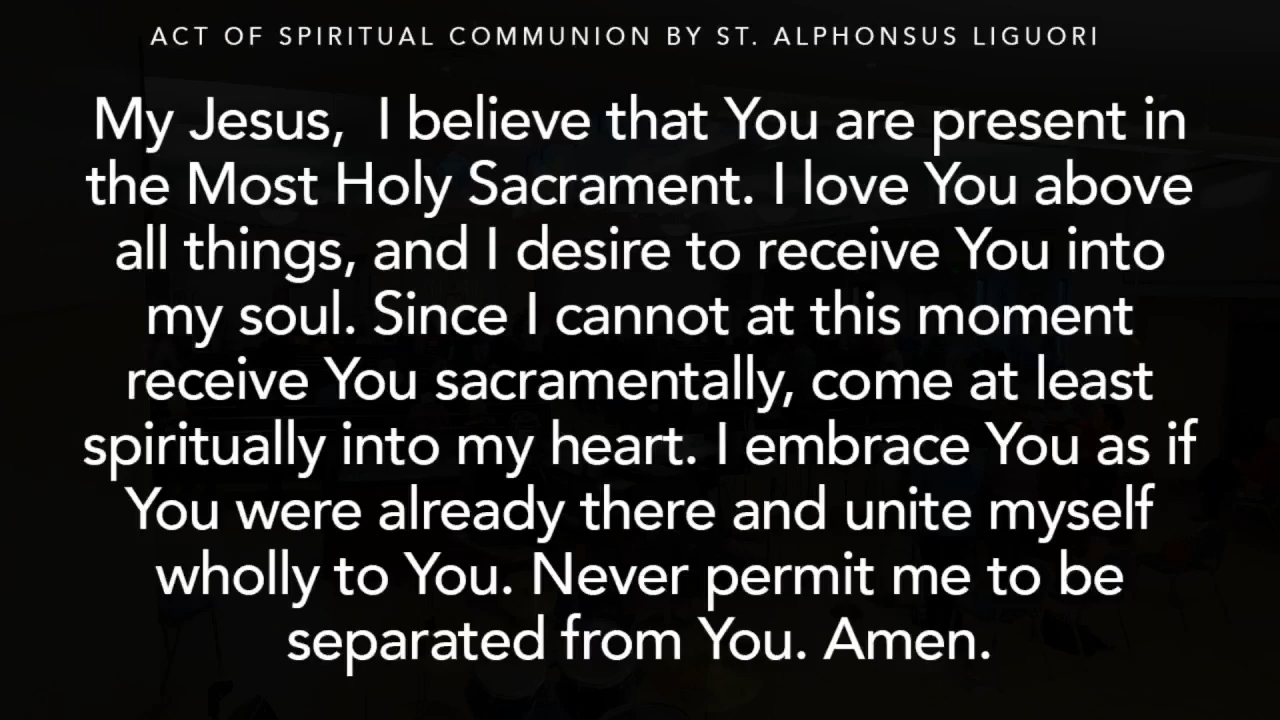 ACT OF SPIRITUAL COMMUNION BY ST. ALPHONSUS LIGUORI
My Jesus,  I believe that You are present in
the Most Holy Sacrament. I love You above
all things, and I desire to receive You into
my soul. Since I cannot at this moment
receive You sacramentally, come at least
spiritually into my heart. I embrace You as if
You were already there and unite myself
wholly to You. Never permit me to be
separated from You. Amen.